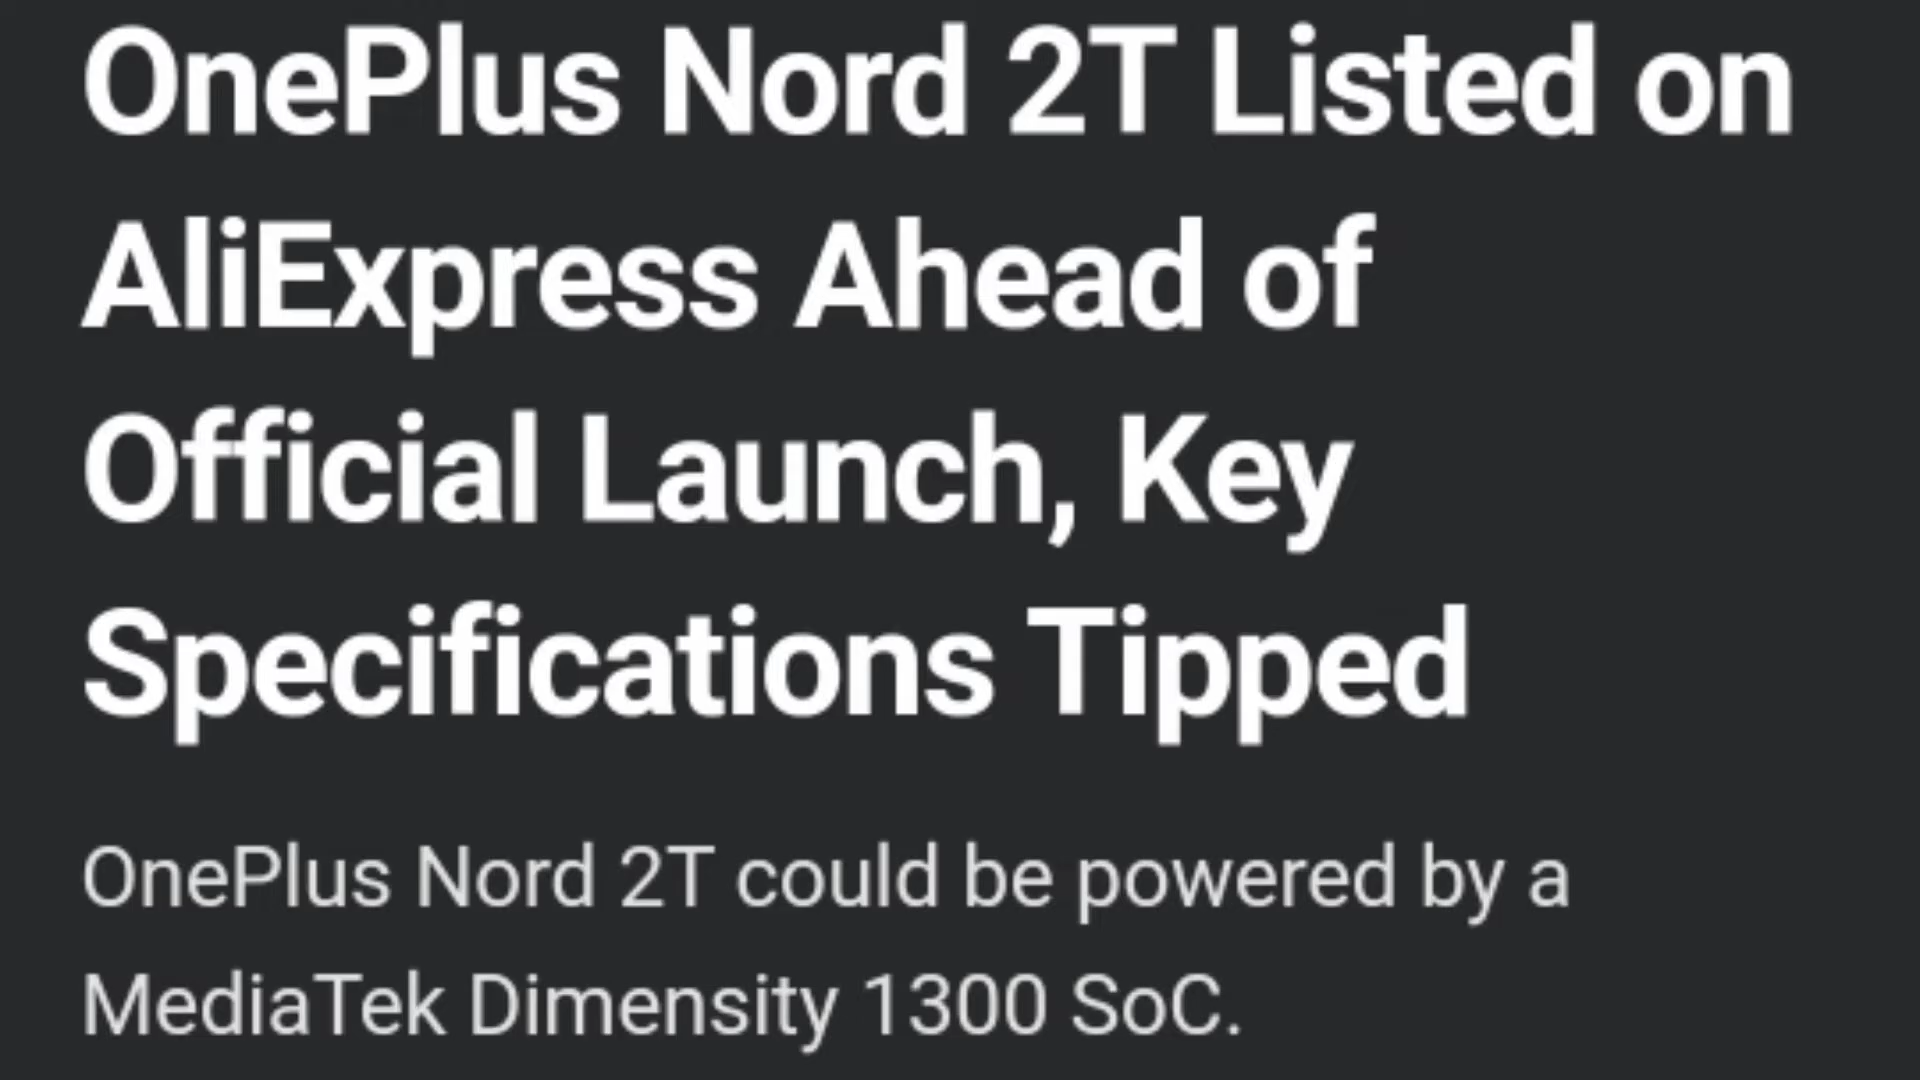 OnePlus Nord 2T Listed on
AliExpress Ahead of
Official Launch, Key
Specifications Tipped
OnePlus Nord 2T could be powered by a
MediaTek Dimensity 1300 SoC.